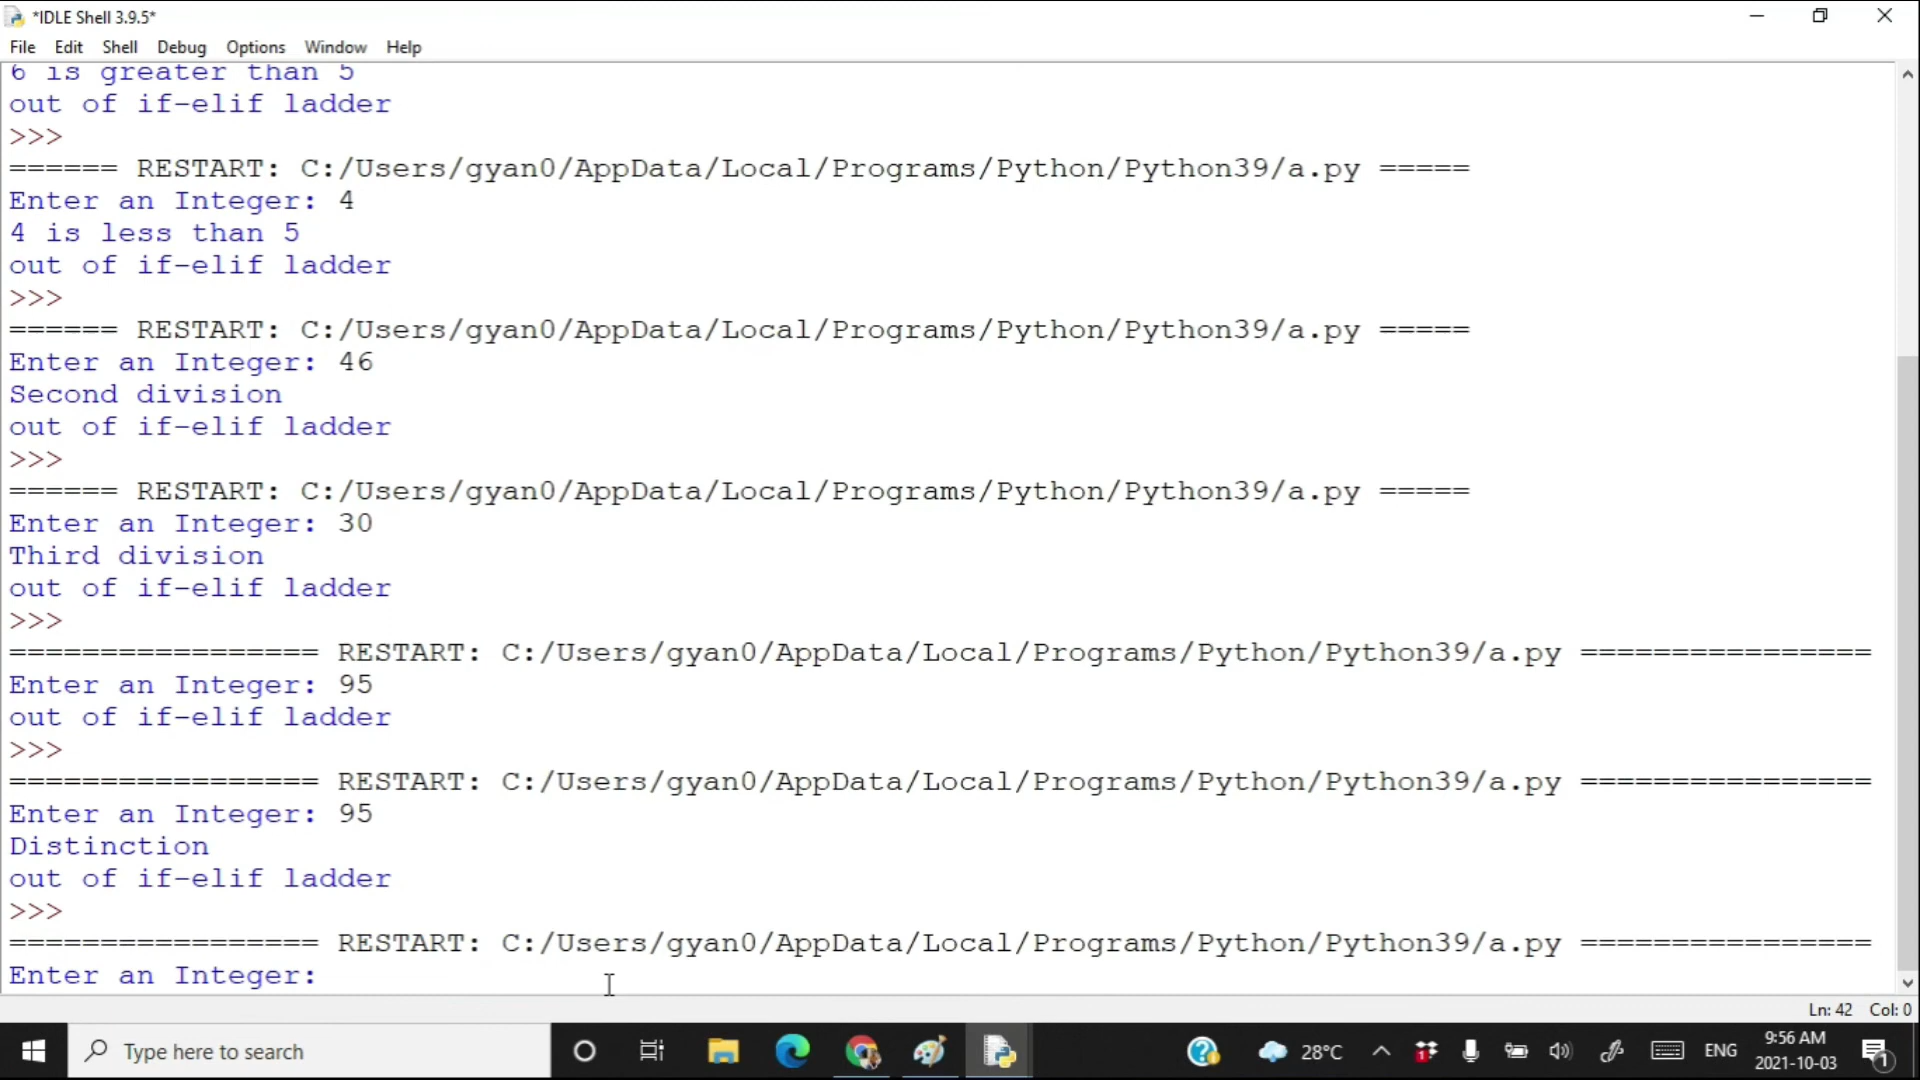 *IDLE Shell 3.9.5*
File Edit Shell Debug Options Window Help
6 is greater than 5
out of if-elif ladder
>>>
====== RESTART: C:/Users/gyan0/AppData/Local/Programs/Python/Python39/a.py =====
Enter an Integer: 4
4 is less than 5
out of if-elif ladder
>>>
====== RESTART: C:/Users/gyan0/AppData/Local/Programs/Python/Python39/a.py =====
Enter an Integer: 46
Second division
out of if-elif ladder
>>>
====== RESTART: C:/Users/gyan0/AppData/Local/Programs/Python/Python39/a.py =====
Enter an Integer: 30
Third division
out of if-elif ladder
>>>
================= RESTART: C:/Users/gyan0/AppData/Local/Programs/Python/Python39/a.py ================
Enter an Integer: 95
out of if-elif ladder
>>>
================= RESTART: C:/Users/gyan0/AppData/Local/Programs/Python/Python39/a.py ================
Enter an Integer: 95
Distinction
out of if-elif ladder
>>>
================= RESTART: C:/Users/gyan0/AppData/Local/Programs/Python/Python39/a.py ================
Enter an Integer:
Ln: 42 Col: 0
Type here to search
28°C
ENG
9:56 AM
2021-10-03
1